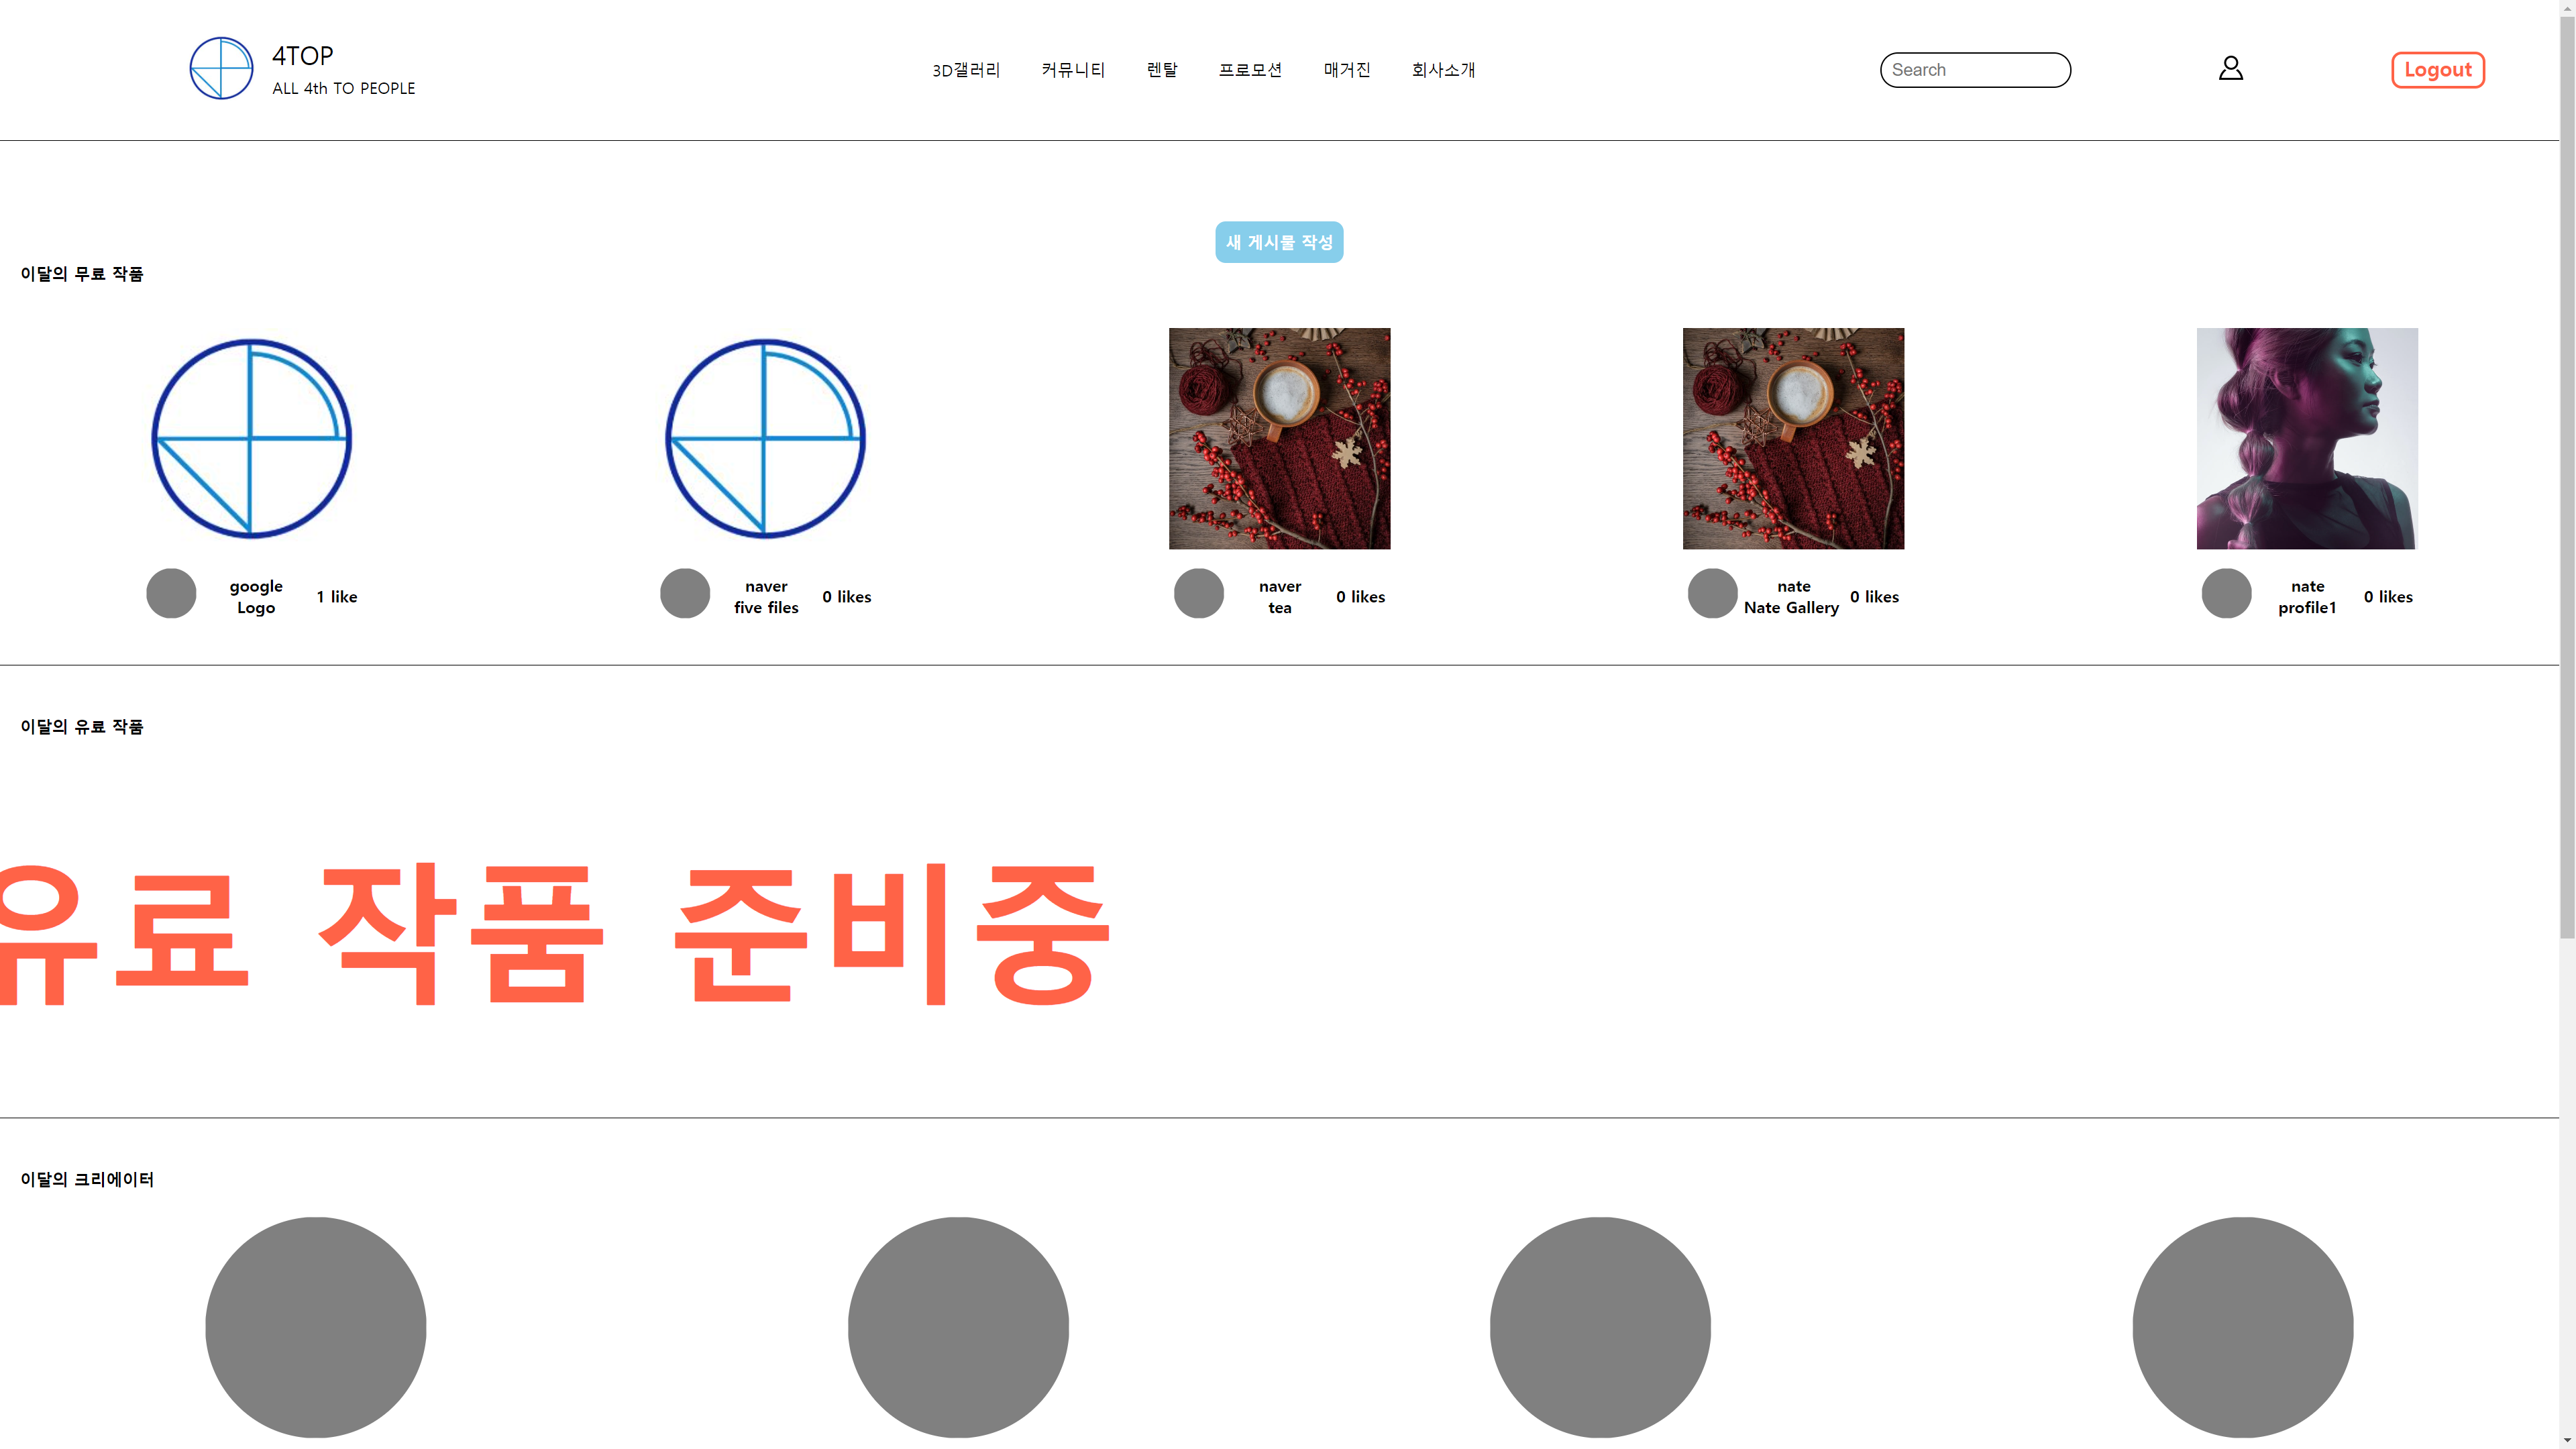 4TOP
ALL 4th TO PEOPLE
3D갤러리
커뮤니티
렌탈
프로모션
매거진
회사소개
Search
Logout
새 게시물 작성
이달의 무료 작품
google
Logo
1 like
naver
five files
0 likes
naver
tea
0 likes
nate
Nate Gallery
0 likes
nate
profile1
0 likes
이달의 유료 작품
유료 작품 준비중
이달의 크리에이터